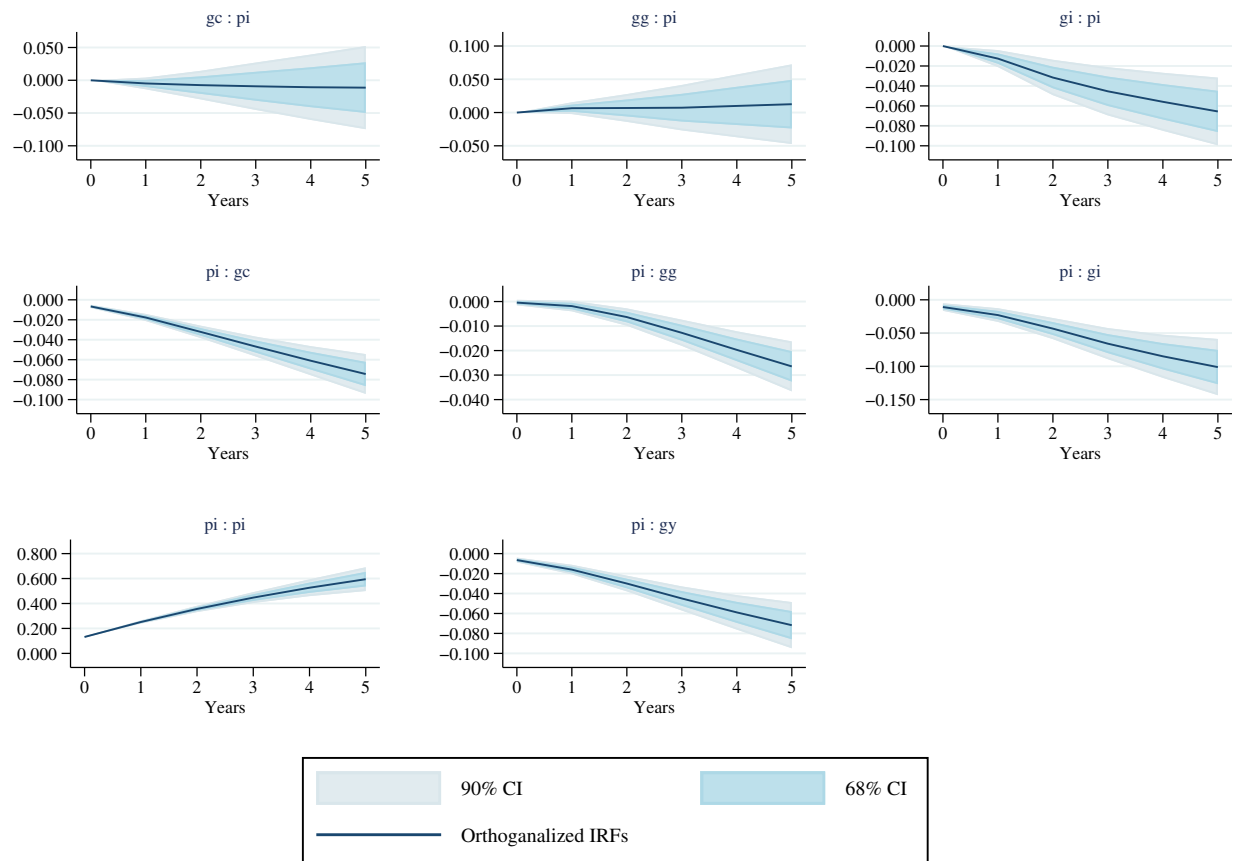 gc : pi
0.050
0.000
−0.050
−0.100
0 1 2 3 4 5
Years
gg : pi
0.100
0.050
0.000
−0.050
0 1 2 3 4 5
Years
gi : pi
0.000
−0.020
−0.040
−0.060
−0.080
−0.100
0 1 2 3 4 5
Years
pi : gc
0.000
−0.020
−0.040
−0.060
−0.080
−0.100
0 1 2 3 4 5
Years
pi : gg
0.000
−0.010
−0.020
−0.030
−0.040
0 1 2 3 4 5
Years
pi : gi
0.000
−0.050
−0.100
−0.150
0 1 2 3 4 5
Years
pi : pi
0.800
0.600
0.400
0.200
0.000
0 1 2 3 4 5
Years
pi : gy
0.000
−0.020
−0.040
−0.060
−0.080
−0.100
0 1 2 3 4 5
Years
90% CI
68% CI
Orthoganalized IRFs